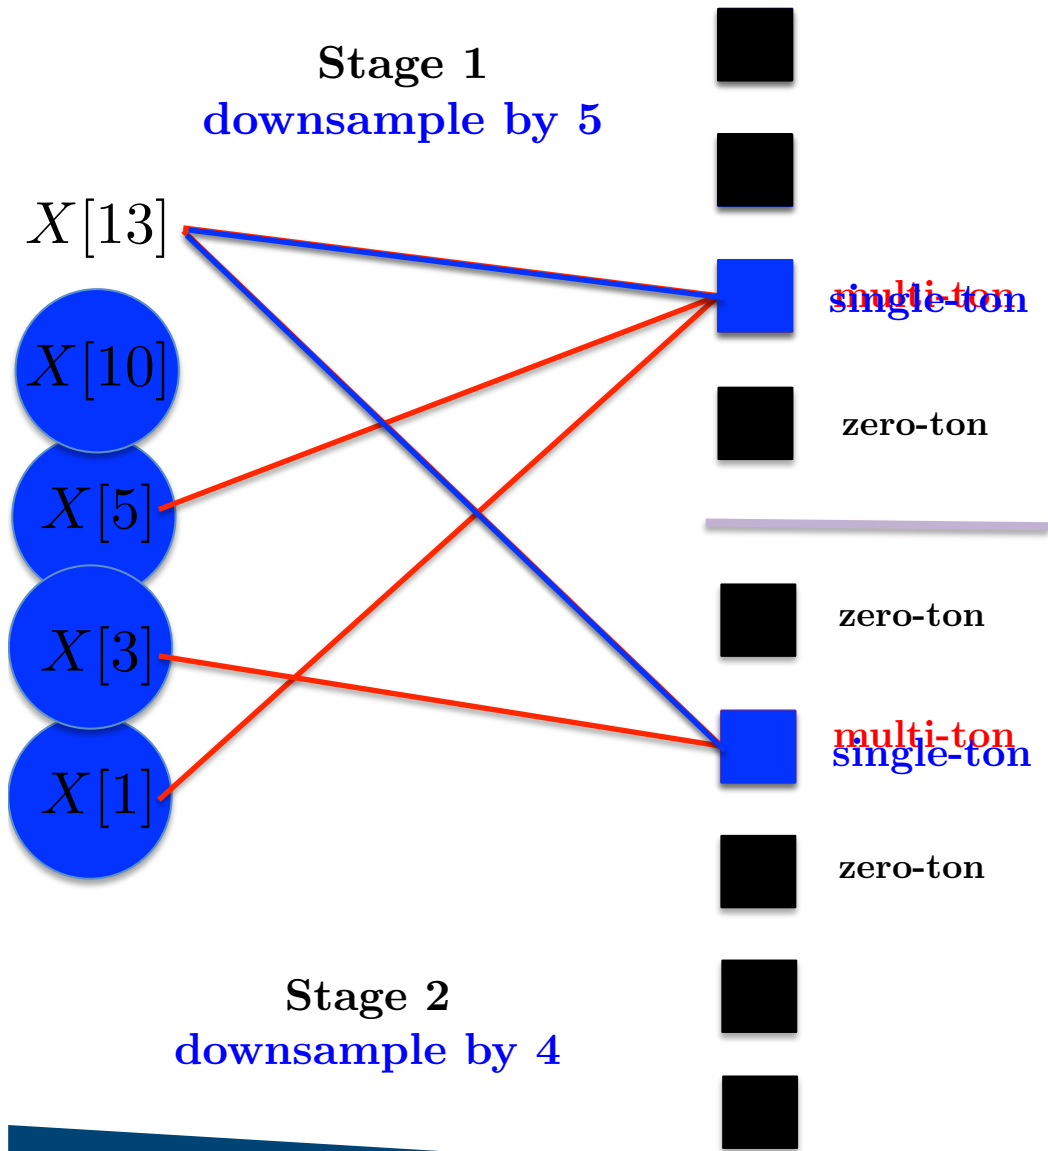 Stage 1
downsample by 5
X[13]
multi-ton
single-ton
X[10]
zero-ton
X[5]
zero-ton
X[3]
multi-ton
single-ton
X[1]
zero-ton
Stage 2
downsample by 4